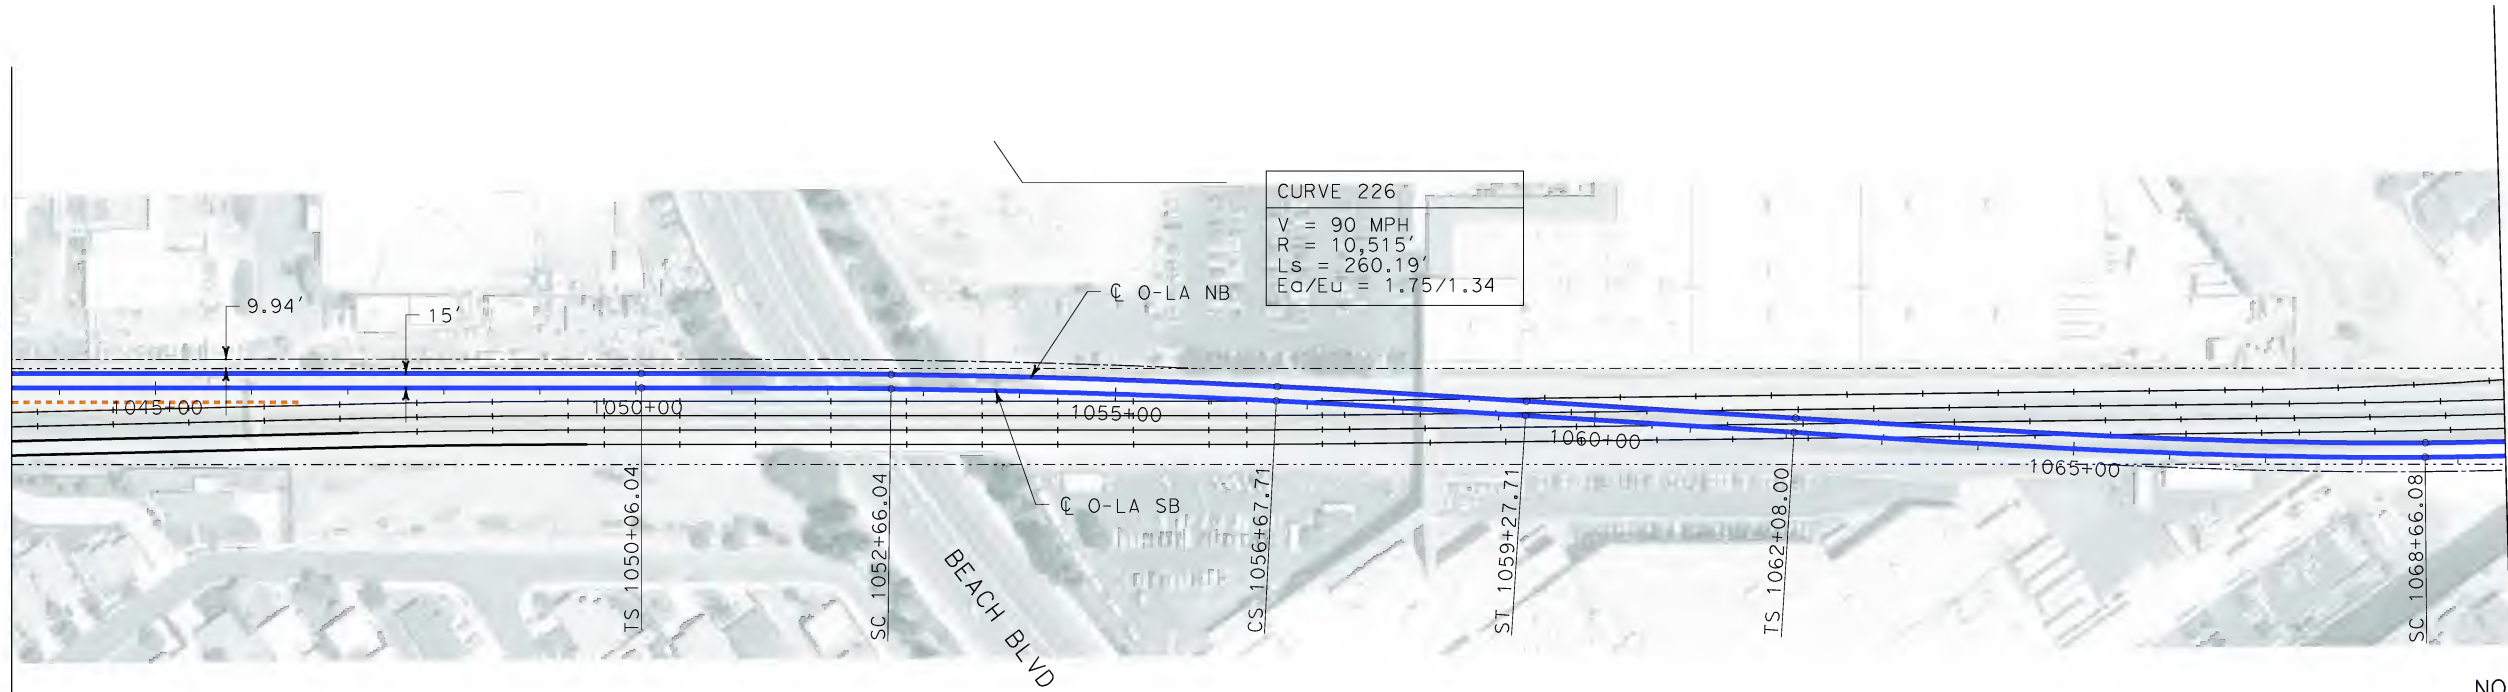 CURVE 226
V = 90 MPH
R = 10,515'
Ls = 260.19'
Ea/Eu = 1.75/1.34
9.94'
15'
℄ O-LA NB
1045+00
1050+00
1055+00
1060+00
1065+00
℄ O-LA SB
TS 1050+06.04
SC 1052+66.04
BEACH BLVD
CS 1056+67.71
ST 1059+27.71
TS 1062+08.00
SC 1068+66.08
NO